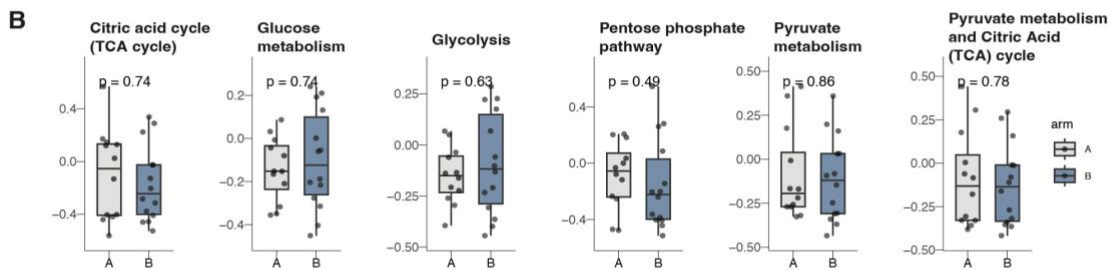 B
Citric acid cycle
(TCA cycle)
p = 0.74
0.4
0.0
−0.4
A B
Glucose
metabolism
p = 0.74
0.2
0.0
−0.2
−0.4
A B
Glycolysis
p = 0.63
0.25
0.00
−0.25
−0.50
A B
Pentose phosphate
pathway
p = 0.49
0.4
0.0
−0.4
A B
Pyruvate
metabolism
p = 0.86
0.50
0.25
0.00
−0.25
−0.50
A B
Pyruvate metabolism
and Citric Acid
(TCA) cycle
p = 0.78
0.50
0.25
0.00
−0.25
−0.50
A B
arm
A
B